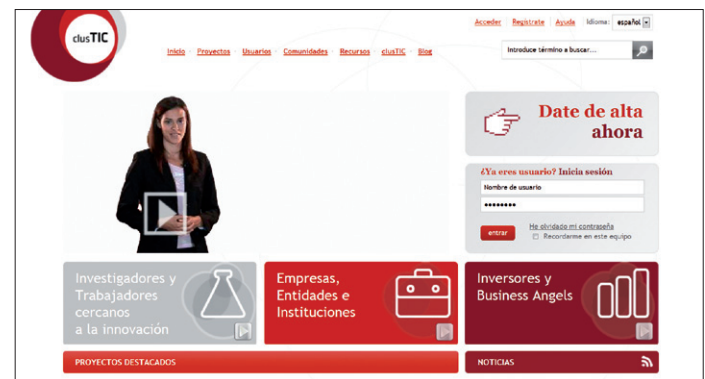 clusTIC
Acceder Regístrate Ayuda Idioma: español
Inicio Proyectos Usuarios Comunidades Recursos clusTIC Blog
Introduce término a buscar...
Date de alta
ahora
¿Ya eres usuario? Inicia sesión
Nombre de usuario
••••••••
entrar
He olvidado mi contraseña
Recordarme en este equipo
Investigadores y
Trabajadores
cercanos
a la innovación
Empresas,
Entidades e
Instituciones
Inversores y
Business Angels
PROYECTOS DESTACADOS
NOTICIAS